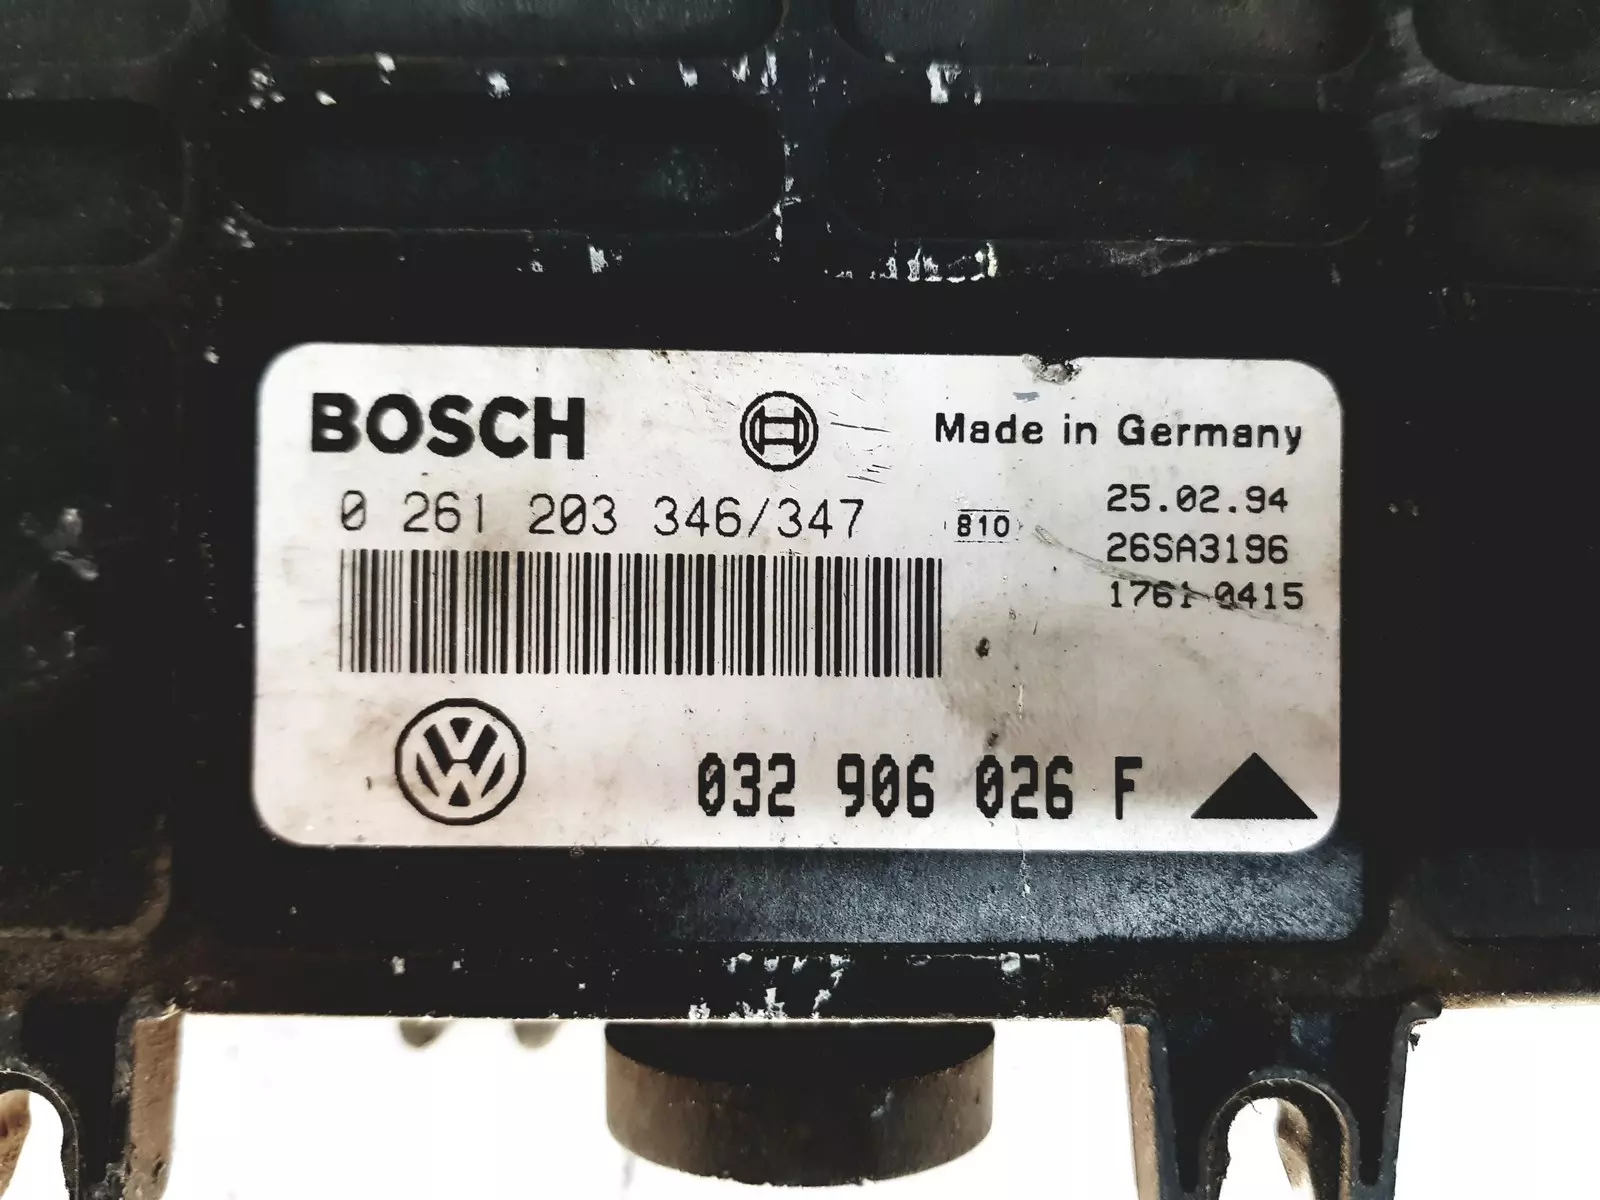 BOSCH
Made in Germany
0 261 203 346/347
810
25.02.94
26SA3196
1761 0415
032 906 026 F